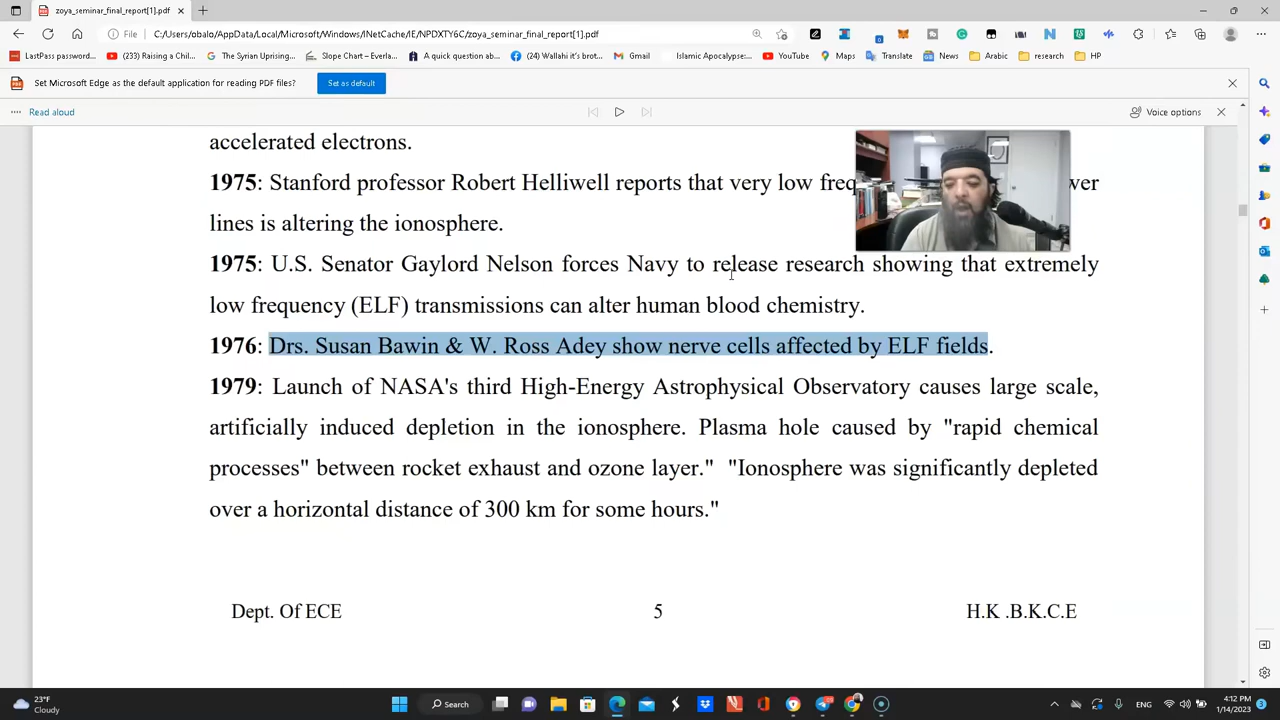 zoya_seminar_final_report[1].pdf
File
C:/Users/obalo/AppData/Local/Microsoft/Windows/INetCache/IE/NPDXTY6C/zoya_seminar_final_report[1].pdf
LastPass password...
(233) Raising Chil...
Syrian Uprising...
Slope Chart – Everla...
A quick question ab...
(24) Wallahi it's brot...
Gmail
Islamic Apocalypse:...
YouTube
Maps
Gate
News
Arabic
research
HP
Set Microsoft Edge as the default application for reading PDF files?
Set as default
Read aloud
Voice options
accelerated electrons.
1975: Stanford professor Robert Helliwell reports that very low freq wer
lines is altering the ionosphere.
1975: U.S. Senator Gaylord Nelson forces Navy to release research showing that extremely
low frequency (ELF) transmissions can alter human blood chemistry.
1976: Drs. Susan Bawin & W. Ross Adey show nerve cells affected by ELF fields.
1979: Launch of NASA's third High-Energy Astrophysical Observatory causes large scale,
artificially induced depletion in the ionosphere. Plasma hole caused by "rapid chemical
processes" between rocket exhaust and ozone layer." "Ionosphere was significantly depleted
over a horizontal distance of 300 km for some hours."
Dept. Of ECE 5 H.K .B.K.C.E
23°F
Cloudy
Search
ENG
4:12 PM
1/14/2023